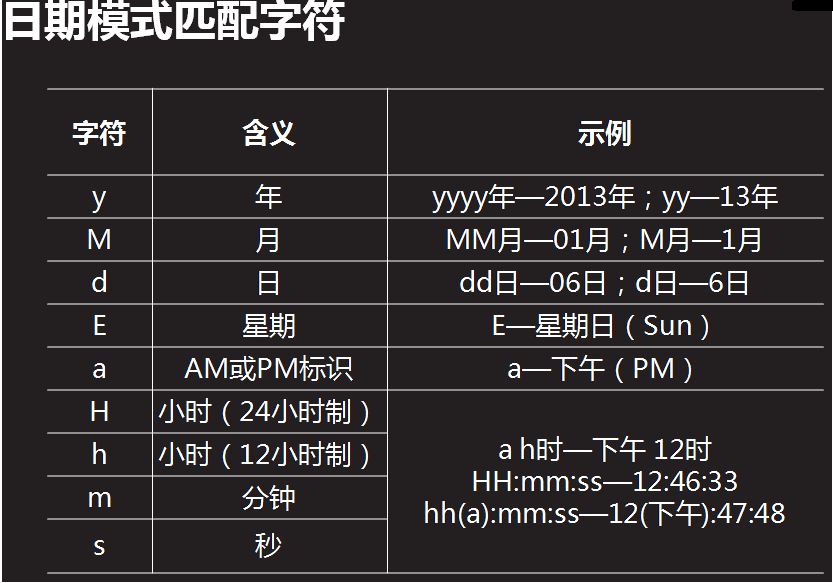 日期模式匹配字符
字符 含义 示例
y 年 yyyy年—2013年；yy—13年
M 月 MM月—01月；M月—1月
d 日 dd日—06日；d日—6日
E 星期 E—星期日（Sun）
a AM或PM标识 a—下午（PM）
H 小时（24小时制）
h 小时（12小时制）
m 分钟
s 秒
a h时—下午 12时
HH:mm:ss—12:46:33
hh(a):mm:ss—12(下午):47:48